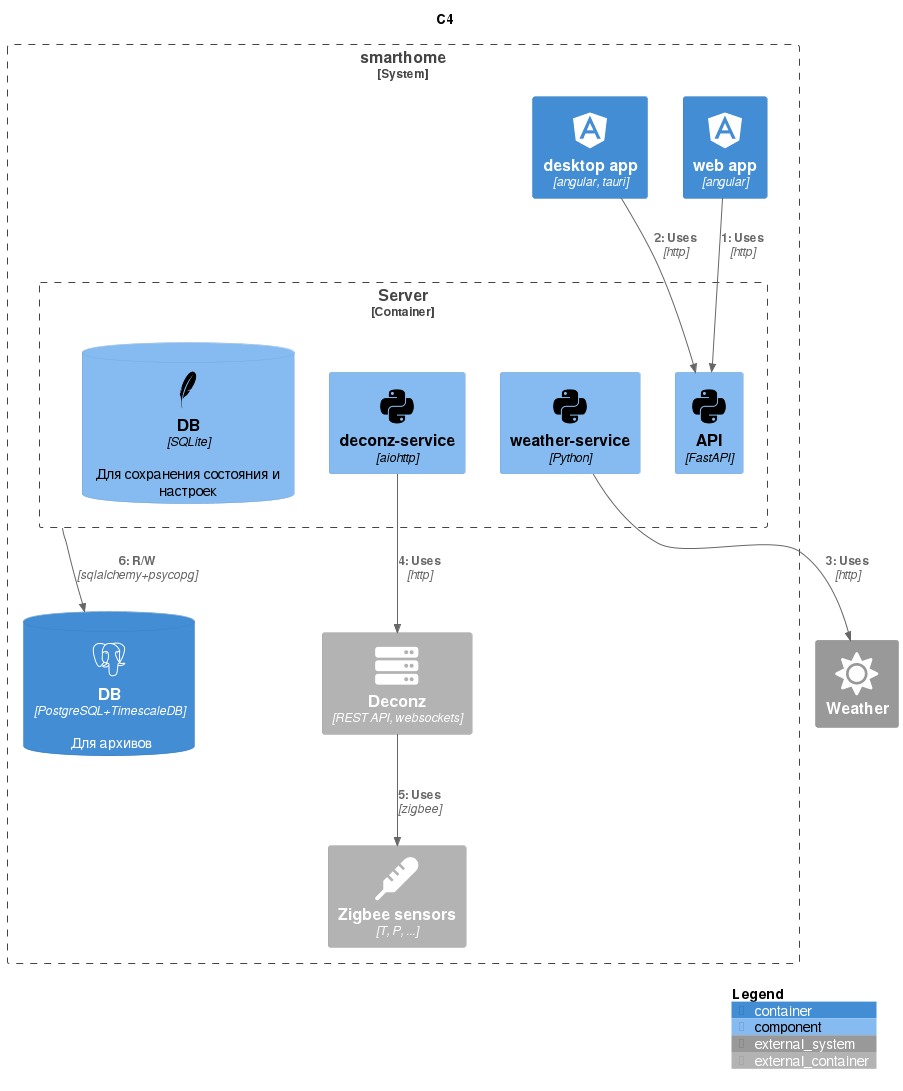 C4
smarthome
[System]
desktop app
[angular, tauri]
web app
[angular]
2: Uses
[http]
1: Uses
[http]
Server
[Container]
DB
[SQLite]
Для сохранения состояния и
настроек
deconz-service
[aiohttp]
weather-service
[Python]
API
[FastAPI]
6: R/W
[sqlalchemy+psycopg]
4: Uses
[http]
3: Uses
[http]
DB
[PostgreSQL+TimescaleDB]
Для архивов
Deconz
[REST API, websockets]
Weather
5: Uses
[zigbee]
Zigbee sensors
[T, P, ...]
Legend
container
component
external_system
external_container